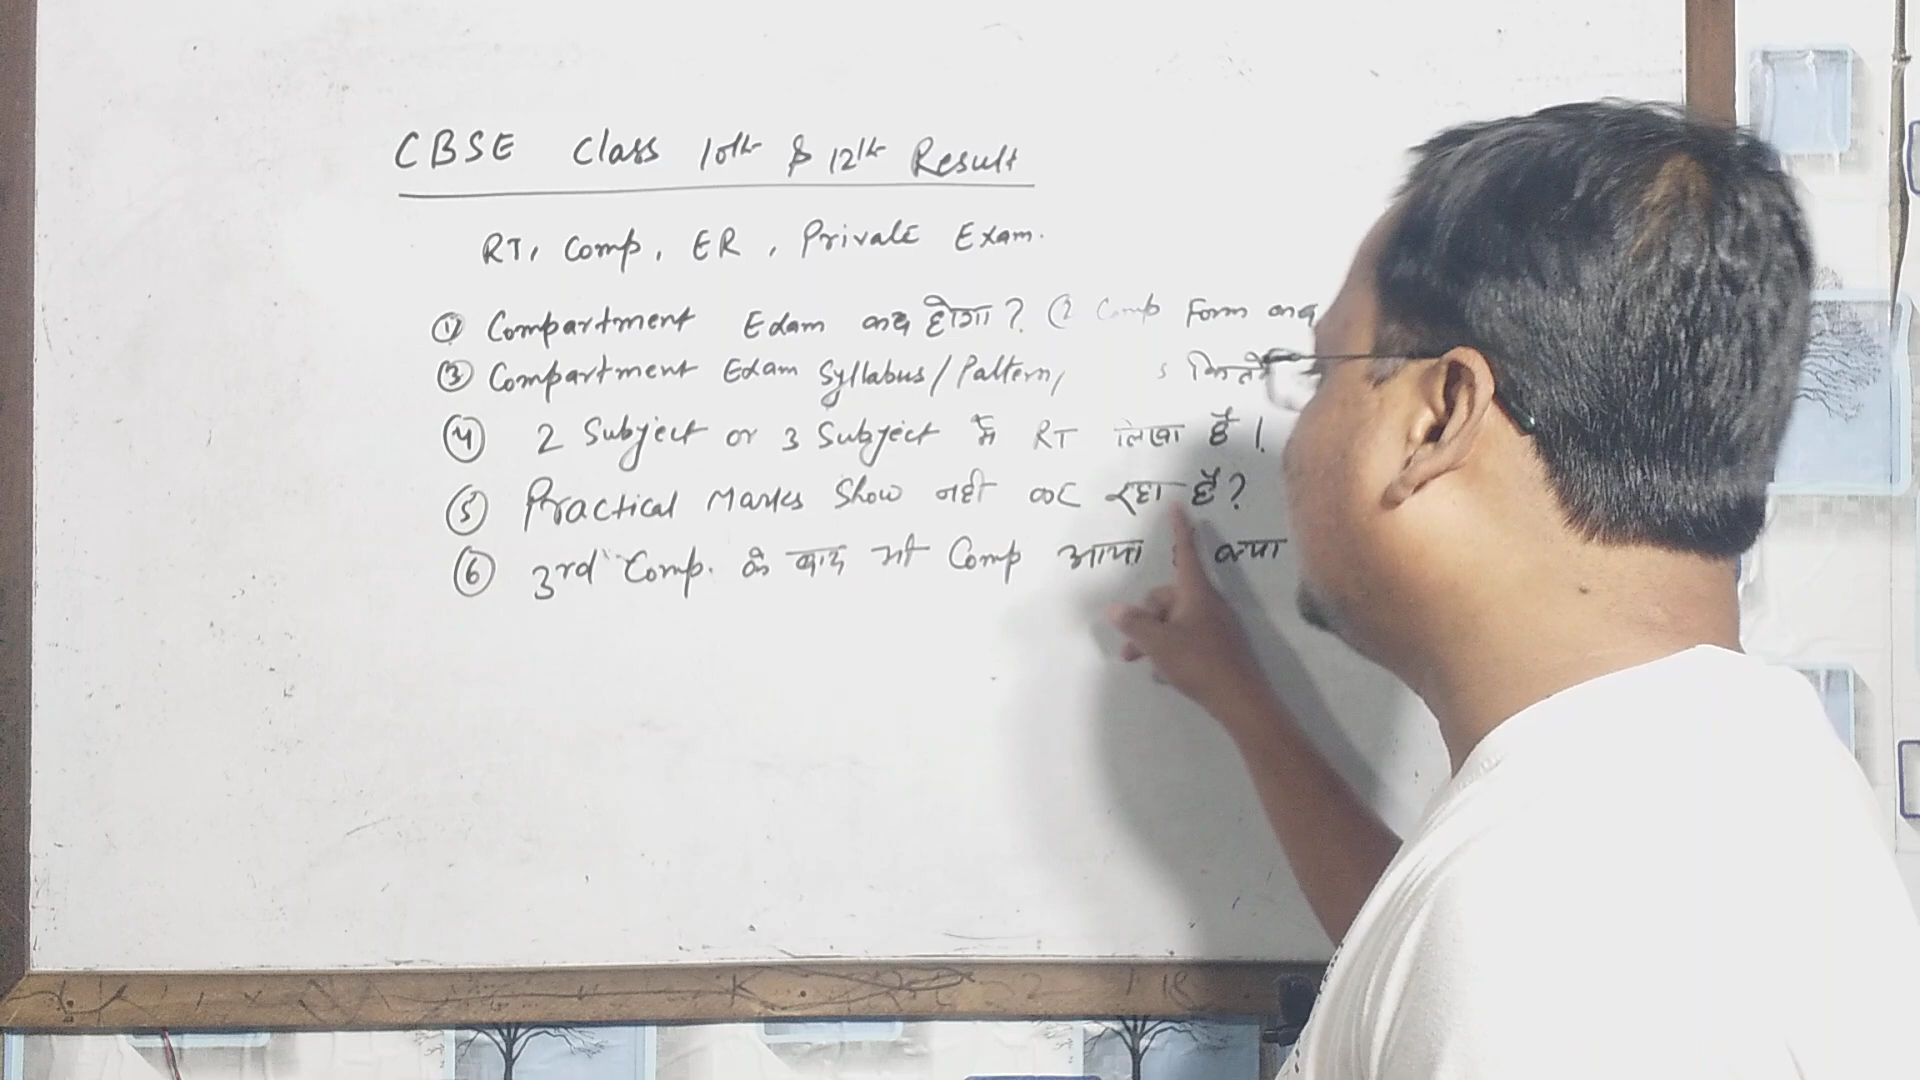 CBSE Class 10th & 12th Result
RT, Comp, ER, Private Exam.
① Compartment Exam कब होगा? ② Comp Form कब
③ Compartment Exam Syllabus/Pattern/
④ 2 Subject or 3 Subject में RT लिखा है।
⑤ Practical Marks Show नहीं कर रहा है?
⑥ 3rd Comp. के बाद भी Comp आया क्या